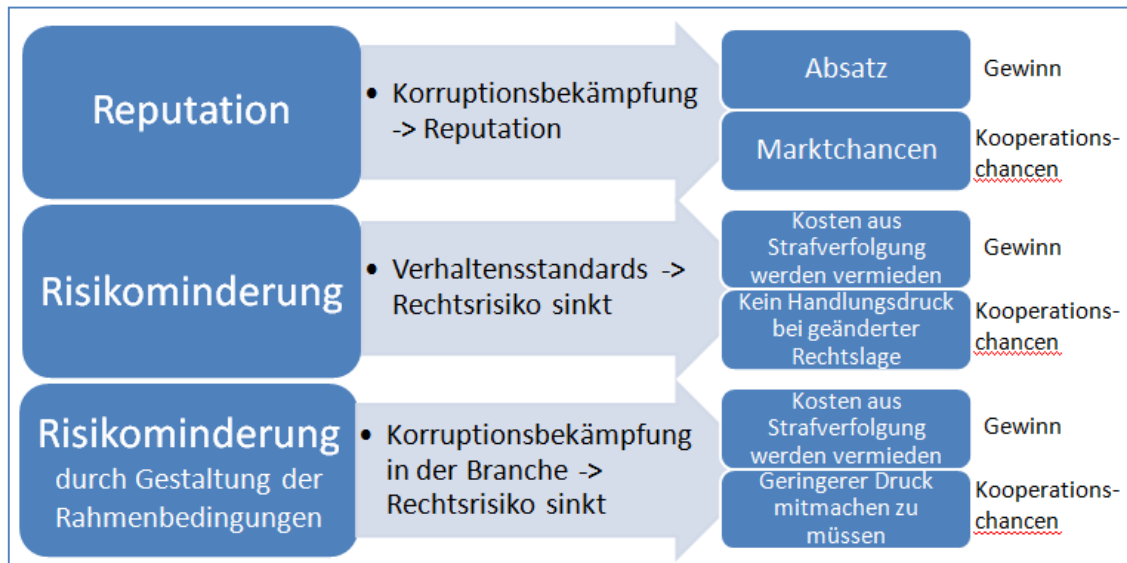 Reputation
• Korruptionsbekämpfung
-> Reputation
Absatz
Gewinn
Marktchancen
Kooperations-
chancen
Risikominderung
• Verhaltensstandards ->
Rechtsrisiko sinkt
Kosten aus
Strafverfolgung
werden vermieden
Gewinn
Kein Handlungsdruck
bei geänderter
Rechtslage
Kooperations-
chancen
Risikominderung
durch Gestaltung der
Rahmenbedingungen
• Korruptionsbekämpfung
in der Branche ->
Rechtsrisiko sinkt
Kosten aus
Strafverfolgung
werden vermieden
Gewinn
Geringerer Druck
mitmachen zu
müssen
Kooperations-
chancen